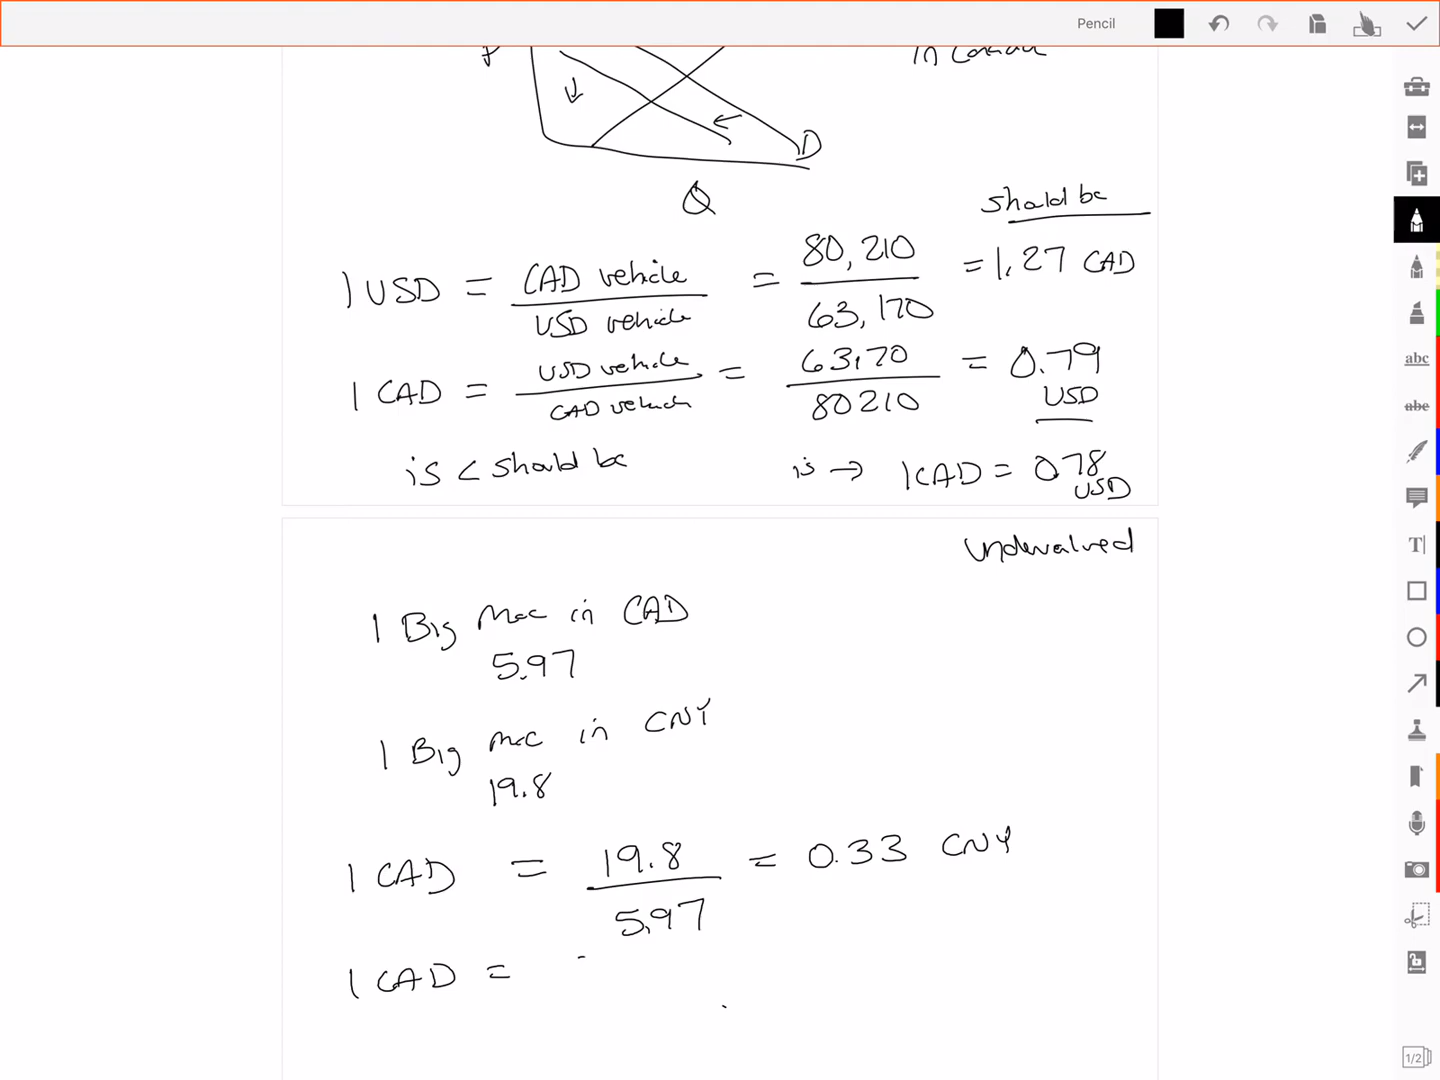 Pencil
P
in Canada
D
Q
should be
1 USD = CAD vehicle / USD vehicle = 80,210 / 63,170 = 1.27 CAD
1 CAD = USD vehicle / CAD vehicle = 63,170 / 80210 = 0.79 USD
is < should be is → 1 CAD = 0.78 USD
undervalued
1 Big Mac in CAD
5.97
1 Big Mac in CNY
19.8
1 CAD = 19.8 / 5.97 = 0.33 CNY
1 CAD =
abc
abc
T
1/2